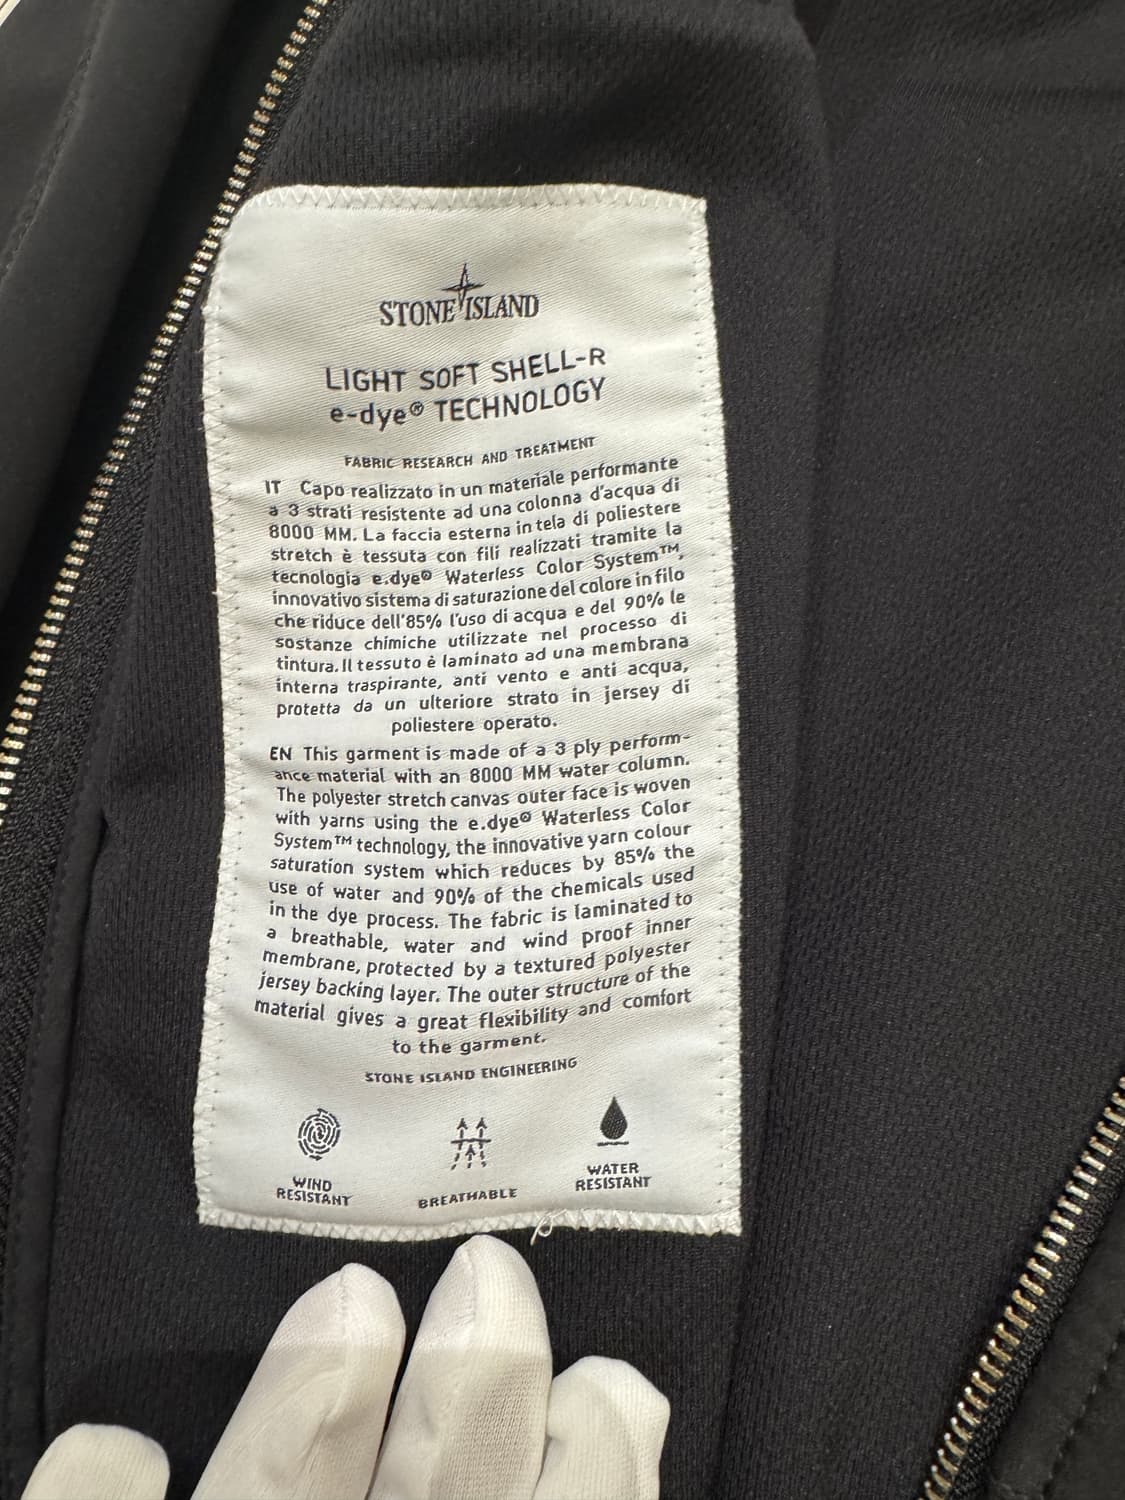 STONE ISLAND
LIGHT SOFT SHELL-R
e-dye® TECHNOLOGY
FABRIC RESEARCH AND TREATMENT
IT Capo realizzato in un materiale performante
a 3 strati resistente ad una colonna d'acqua di
8000 MM. La faccia esterna in tela di poliestere
stretch è tessuta con fili realizzati tramite la
tecnologia e.dye® Waterless Color System™,
innovativo sistema di saturazione del colore in filo
che riduce dell'85% l'uso di acqua e del 90% le
sostanze chimiche utilizzate nel processo di
tintura. Il tessuto è laminato ad una membrana
interna traspirante, anti vento e anti acqua,
protetta da un ulteriore strato in jersey di
poliestere operato.
EN This garment is made of a 3 ply perform-
ance material with an 8000 MM water column.
The polyester stretch canvas outer face is woven
with yarns using the e.dye® Waterless Color
System™ technology, the innovative yarn colour
saturation system which reduces by 85% the
use of water and 90% of the chemicals used
in the dye process. The fabric is laminated to
a breathable, water and wind proof inner
membrane, protected by a textured polyester
jersey backing layer. The outer structure of the
material gives a great flexibility and comfort
to the garment.
STONE ISLAND ENGINEERING
WIND
RESISTANT
BREATHABLE
WATER
RESISTANT